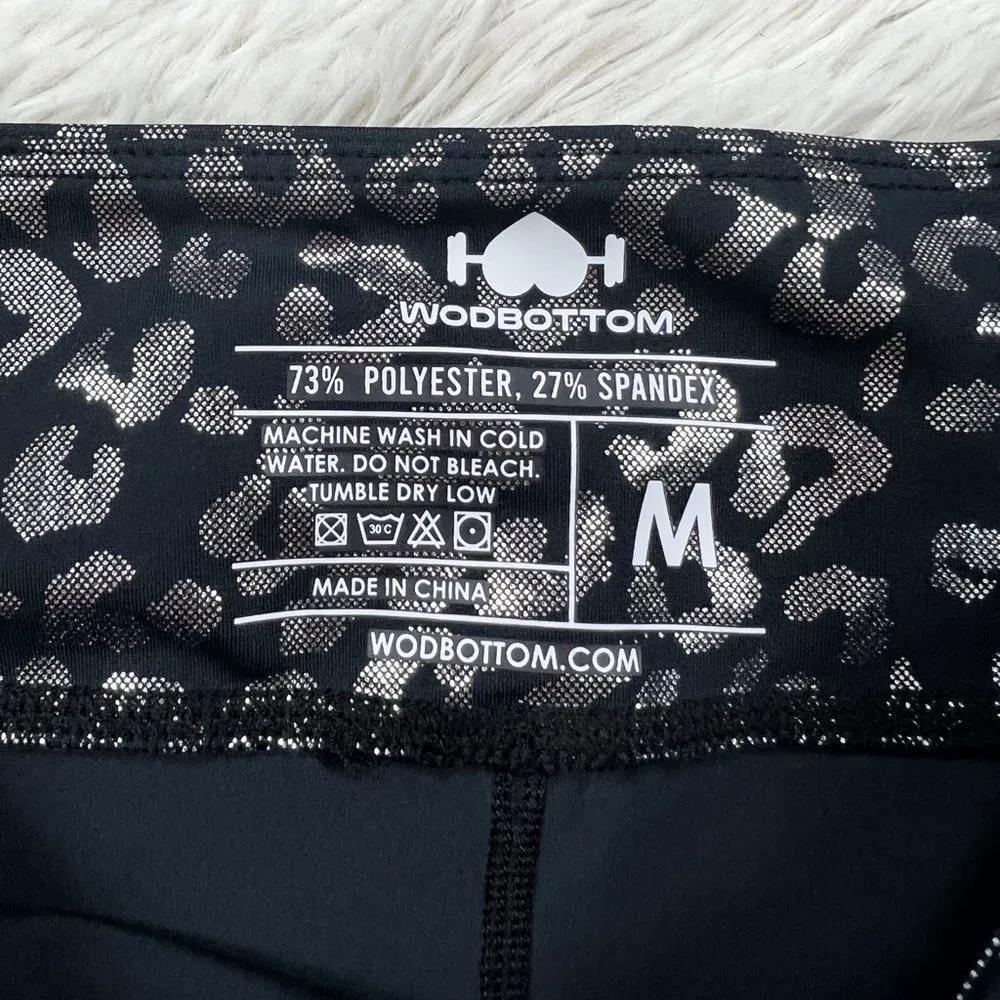 WODBOTTOM
73% POLYESTER, 27% SPANDEX
MACHINE WASH IN COLD
WATER. DO NOT BLEACH.
TUMBLE DRY LOW
30 C
M
MADE IN CHINA
WODBOTTOM.COM